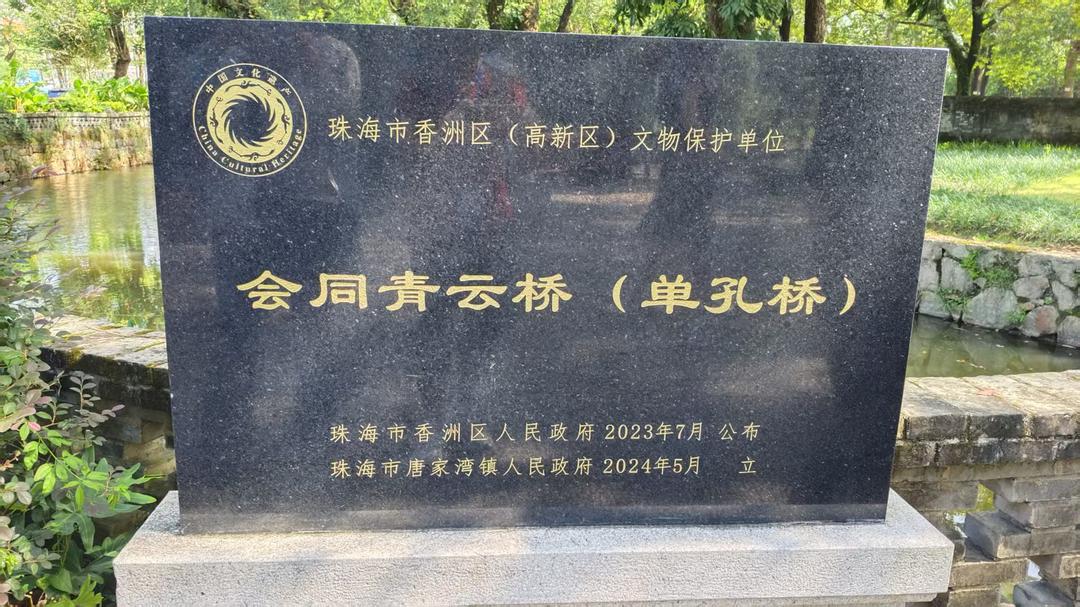 中国文化遗产
China Cultural Heritage
珠海市香洲区（高新区）文物保护单位
会同青云桥（单孔桥）
珠海市香洲区人民政府 2023年7月 公布
珠海市唐家湾镇人民政府 2024年5月 立